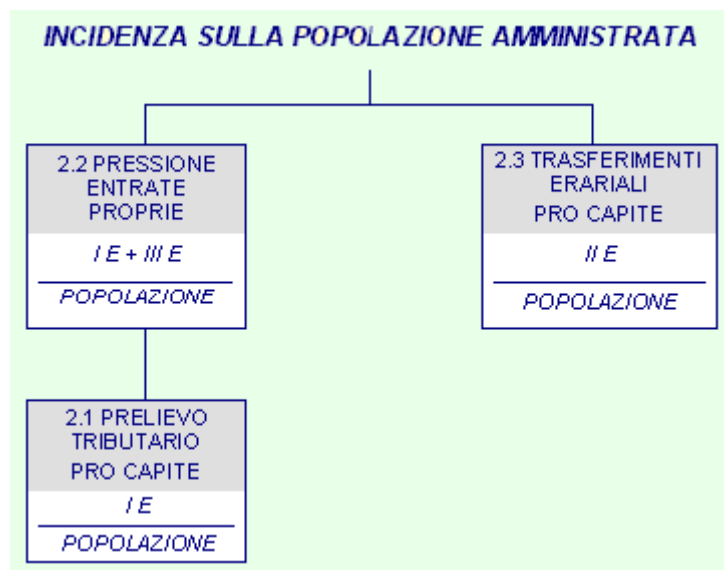 INCIDENZA SULLA POPOLAZIONE AMMINISTRATA
2.2 PRESSIONE
ENTRATE
PROPRIE
I E + III E
POPOLAZIONE
2.3 TRASFERIMENTI
ERARIALI
PRO CAPITE
II E
POPOLAZIONE
2.1 PRELIEVO
TRIBUTARIO
PRO CAPITE
I E
POPOLAZIONE